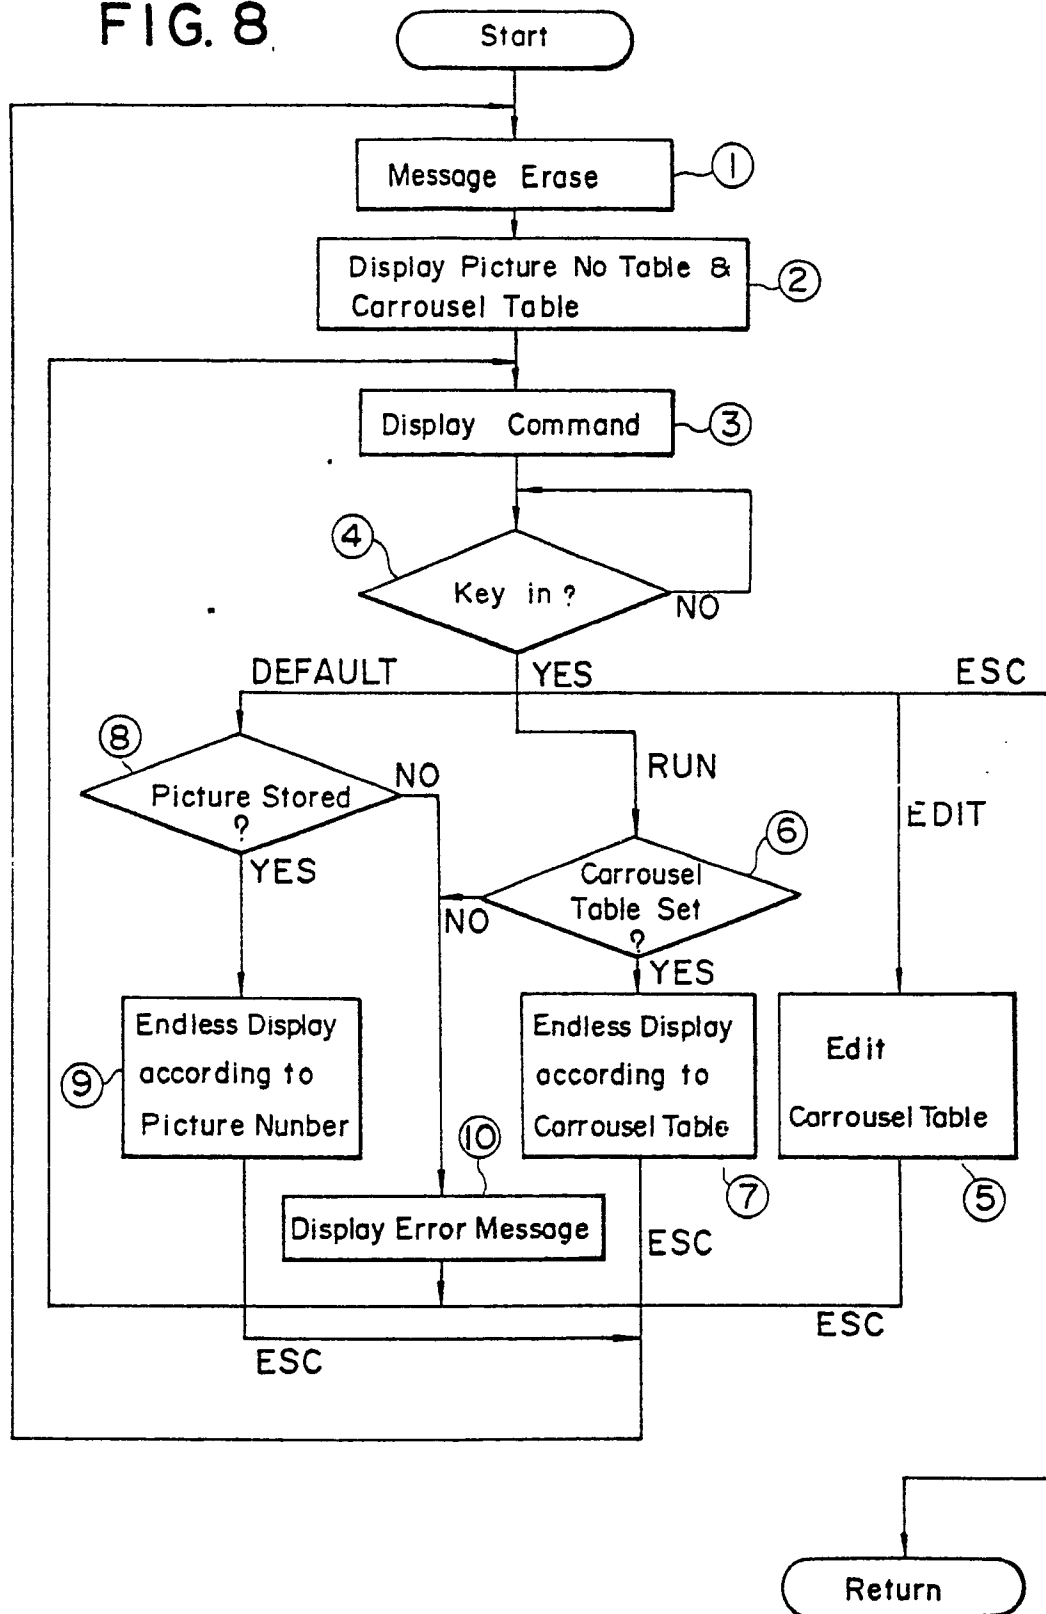 FIG. 8
Start
Message Erase
1
Display Picture No Table &
Carrousel Table
2
Display Command
3
4
Key in ?
NO
YES
DEFAULT
ESC
8
Picture Stored
?
NO
YES
RUN
EDIT
6
Carrousel
Table Set
?
NO
YES
Endless Display
according to
Picture Nunber
9
Endless Display
according to
Carrousel Table
7
Edit
Carrousel Table
5
10
Display Error Message
ESC
ESC
ESC
Return